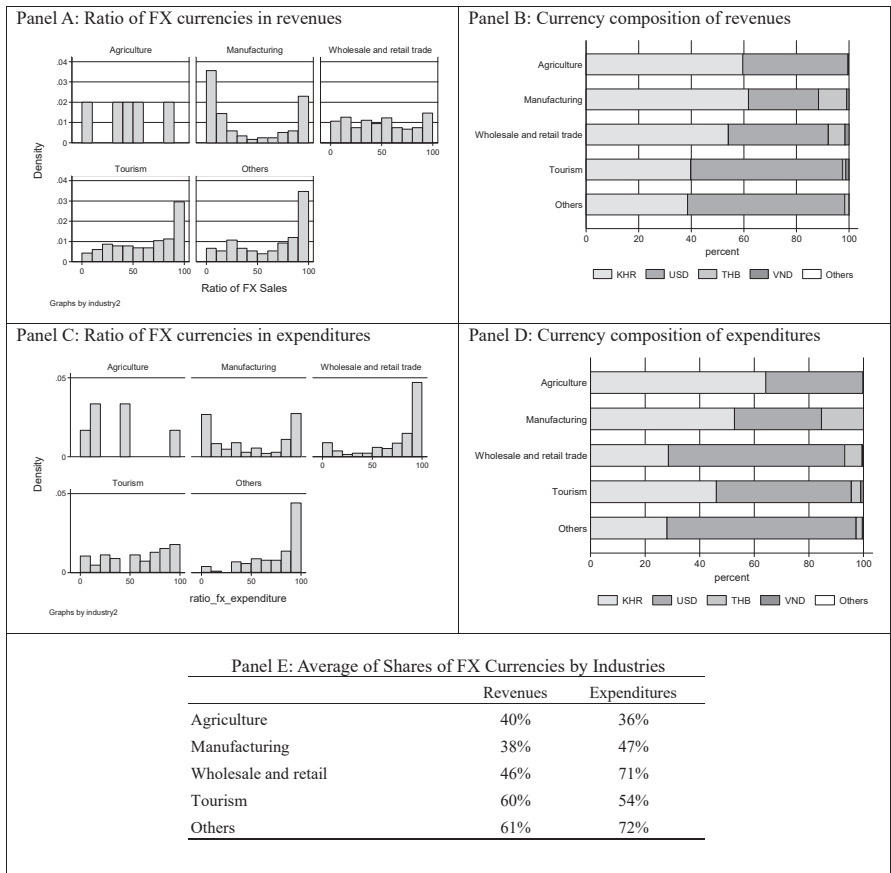 Panel A: Ratio of FX currencies in revenues
Agriculture Manufacturing Wholesale and retail trade
.04
.03
.02
.01
0
0 50 100
Density
Tourism Others
.04
.03
.02
.01
0
0 50 100 0 50 100
Ratio of FX Sales
Graphs by industry2
Panel B: Currency composition of revenues
Agriculture
Manufacturing
Wholesale and retail trade
Tourism
Others
0 20 40 60 80 100
percent
KHR USD THB VND Others
Panel C: Ratio of FX currencies in expenditures
Agriculture Manufacturing Wholesale and retail trade
.05
0
0 50 100
Density
Tourism Others
.05
0
0 50 100 0 50 100
ratio_fx_expenditure
Graphs by industry2
Panel D: Currency composition of expenditures
Agriculture
Manufacturing
Wholesale and retail trade
Tourism
Others
0 20 40 60 80 100
percent
KHR USD THB VND Others
Panel E: Average of Shares of FX Currencies by Industries
Revenues Expenditures
Agriculture 40% 36%
Manufacturing 38% 47%
Wholesale and retail 46% 71%
Tourism 60% 54%
Others 61% 72%